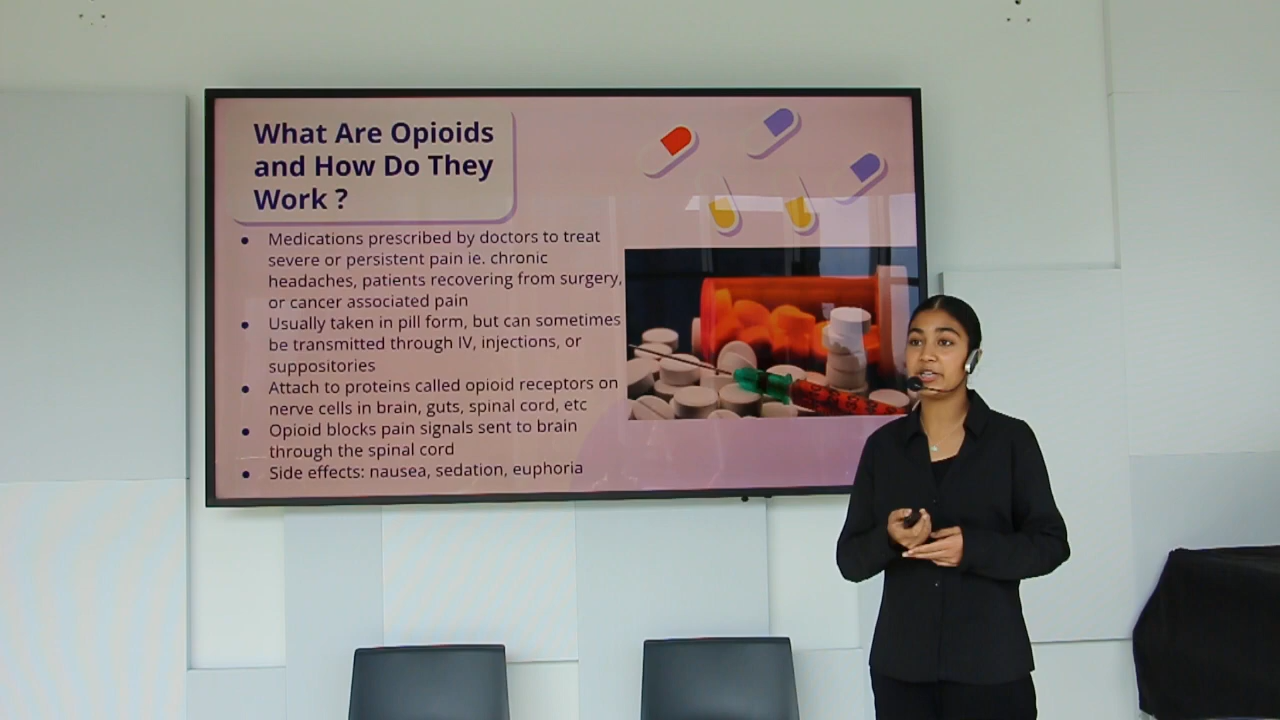 What Are Opioids
and How Do They
Work ?
● Medications prescribed by doctors to treat
severe or persistent pain ie. chronic
headaches, patients recovering from surgery,
or cancer associated pain
● Usually taken in pill form, but can sometimes
be transmitted through IV, injections, or
suppositories
● Attach to proteins called opioid receptors on
nerve cells in brain, guts, spinal cord, etc
● Opioid blocks pain signals sent to brain
through the spinal cord
● Side effects: nausea, sedation, euphoria